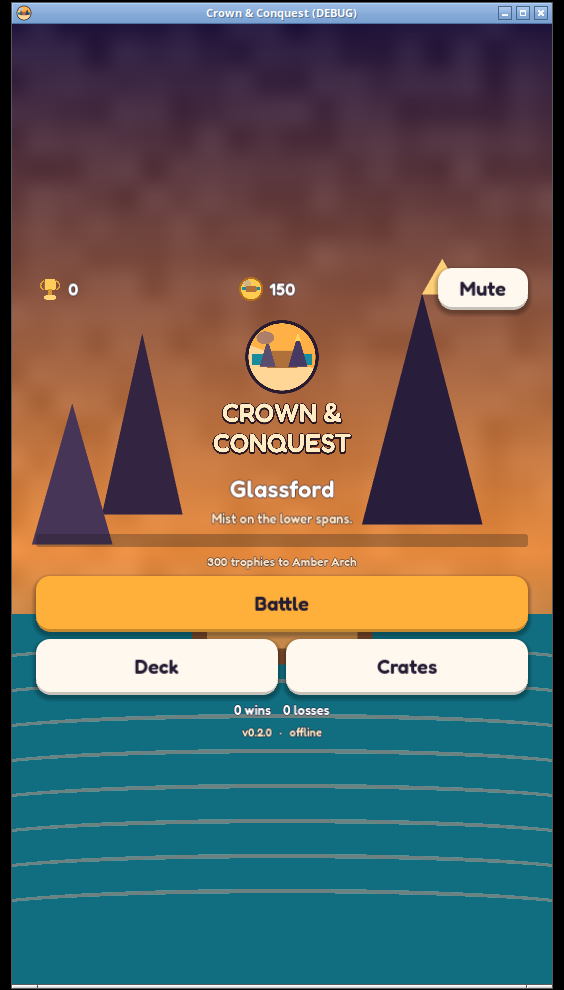 Crown & Conquest (DEBUG)
0
150
Mute
CROWN &
CONQUEST
Glassford
Mist on the lower spans.
300 trophies to Amber Arch
Battle
Deck
Crates
0 wins 0 losses
v0.2.0 · offline